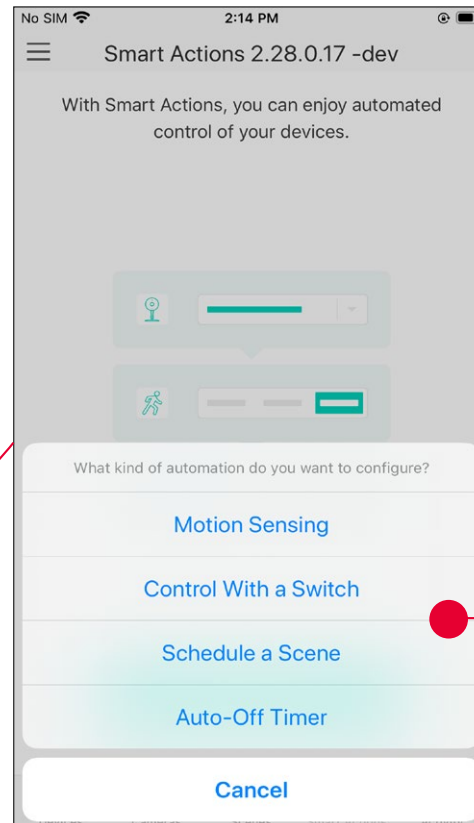 No SIM 2:14 PM
Smart Actions 2.28.0.17 -dev
With Smart Actions, you can enjoy automated
control of your devices.
What kind of automation do you want to configure?
Motion Sensing
Control With a Switch
Schedule a Scene
Auto-Off Timer
Cancel